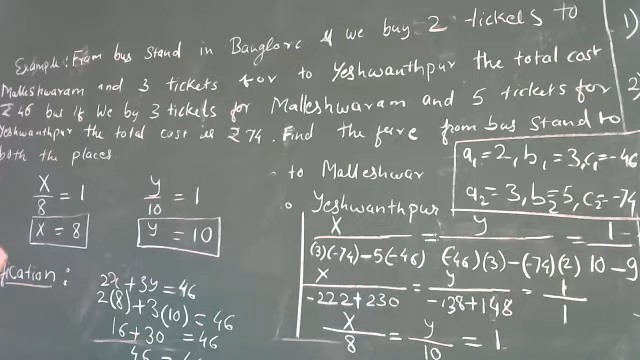 Example: From bus stand in Banglore if we buy 2 tickets to
Malleshwaram and 3 tickets for to Yeshwanthpur the total cost
₹ 46 but if We by 3 tickets for Malleshwaram and 5 tickets for
Yeshwanthpur the total cost is ₹ 74. Find the fare from bus stand to
both the places.
- to Malleshwar
Yeshwanthpur
1)
2)
a₁ = 2, b₁ = 3, c₁ = -46
a₂ = 3, b₂ = 5, c₂ = -74
X/8 = 1 y/10 = 1
X = 8 y = 10
fication :
2x + 3y = 46
2(8) + 3(10) = 46
16 + 30 = 46
46 = 46
X/(3)(-74) - 5(-46) = y/(-46)(3) - (-74)(2) = 1/10 - 9
X/-222 + 230 = y/-138 + 148 = 1/1
X/8 = y/10 = 1